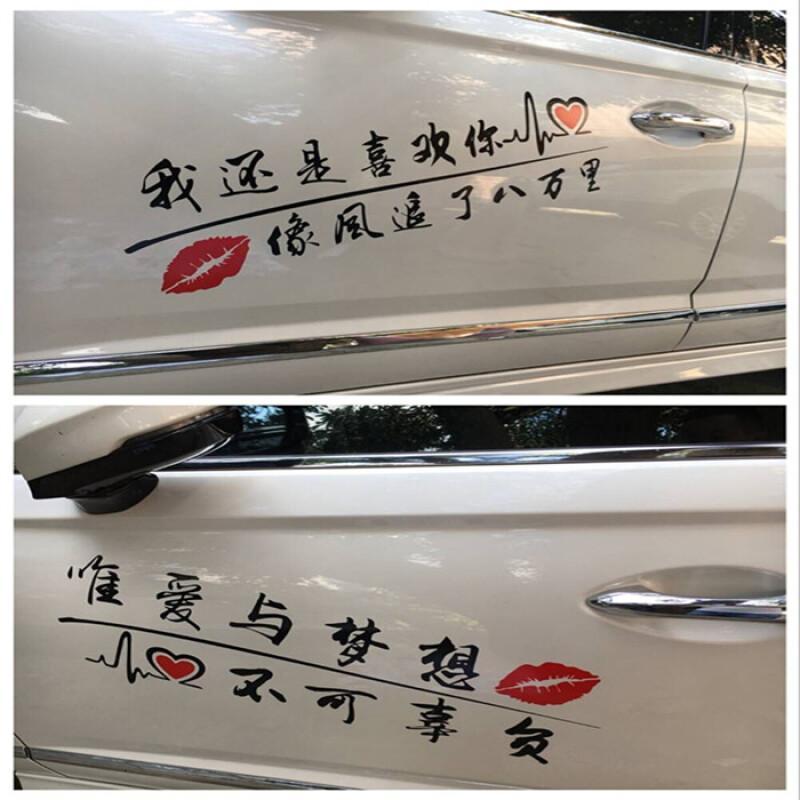 我还是喜欢你
像風追了八万里
唯爱与梦想
不可辜负